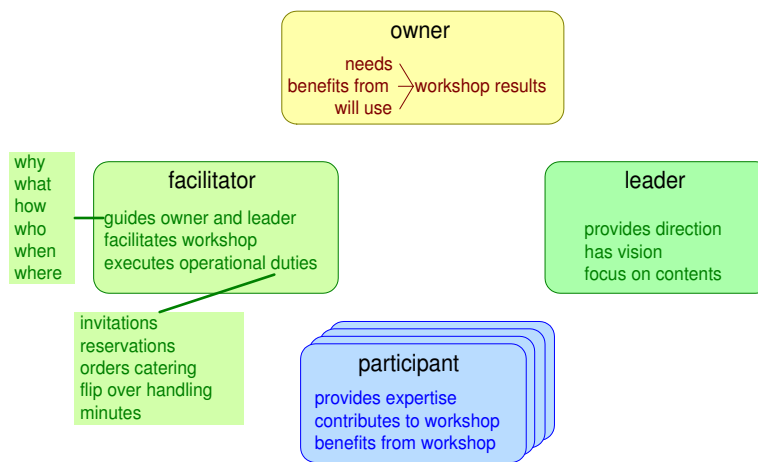 owner
needs
benefits from
will use
workshop results
why
what
how
who
when
where
facilitator
guides owner and leader
facilitates workshop
executes operational duties
leader
provides direction
has vision
focus on contents
invitations
reservations
orders catering
flip over handling
minutes
participant
provides expertise
contributes to workshop
benefits from workshop